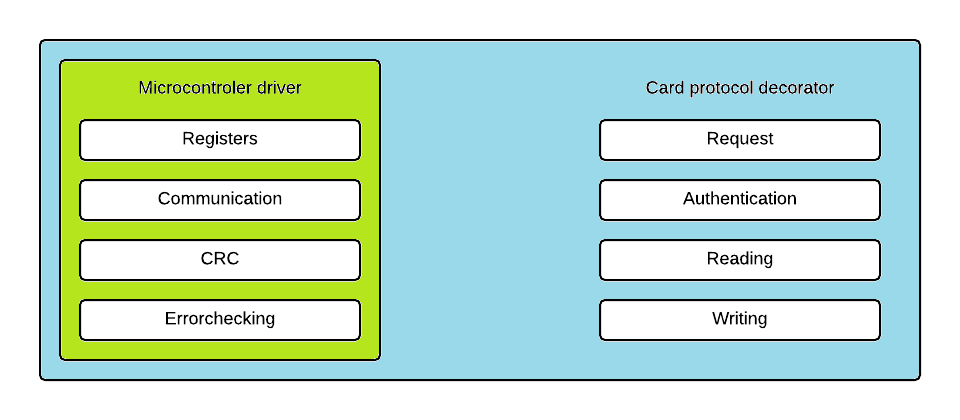 Microcontroler driver
Registers
Communication
CRC
Errorchecking
Card protocol decorator
Request
Authentication
Reading
Writing